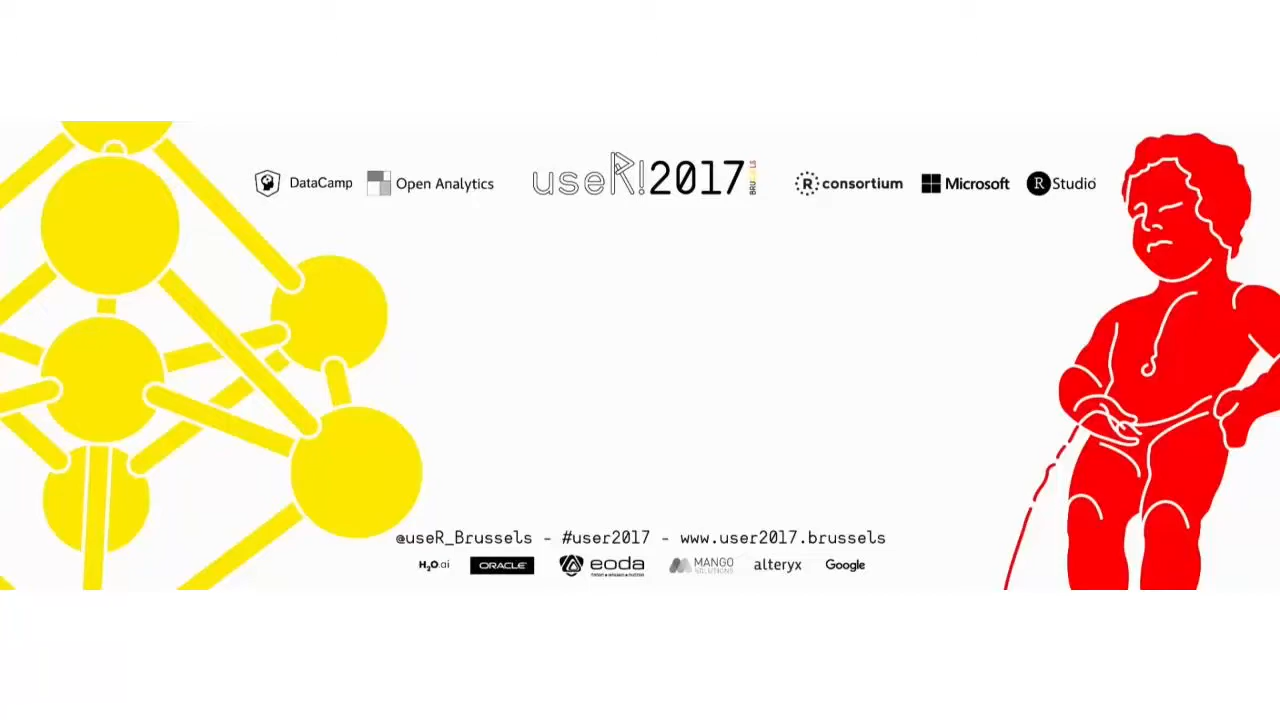 DataCamp Open Analytics useR!2017 BRUSSELS R consortium Microsoft R Studio
@useR_Brussels - #user2017 - www.user2017.brussels
H2O.ai ORACLE eoda MANGO SOLUTIONS alteryx Google